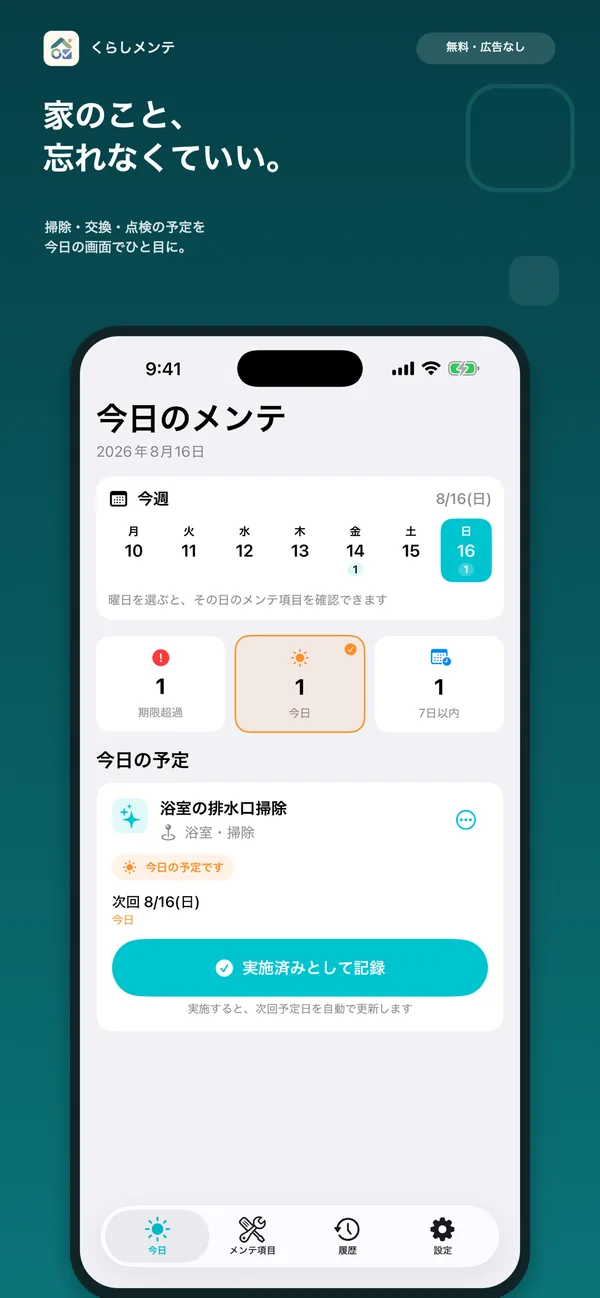 くらしメンテ
無料・広告なし
家のこと、
忘れなくていい。
掃除・交換・点検の予定を
今日の画面でひと目に。
9:41
今日のメンテ
2026年8月16日
今週
8/16(日)
月 火 水 木 金 土 日
10 11 12 13 14 15 16
1 1
曜日を選ぶと、その日のメンテ項目を確認できます
1 1 1
期限超過 今日 7日以内
今日の予定
浴室の排水口掃除
浴室・掃除
今日の予定です
次回 8/16(日)
今日
実施済みとして記録
実施すると、次回予定日を自動で更新します
今日 メンテ項目 履歴 設定